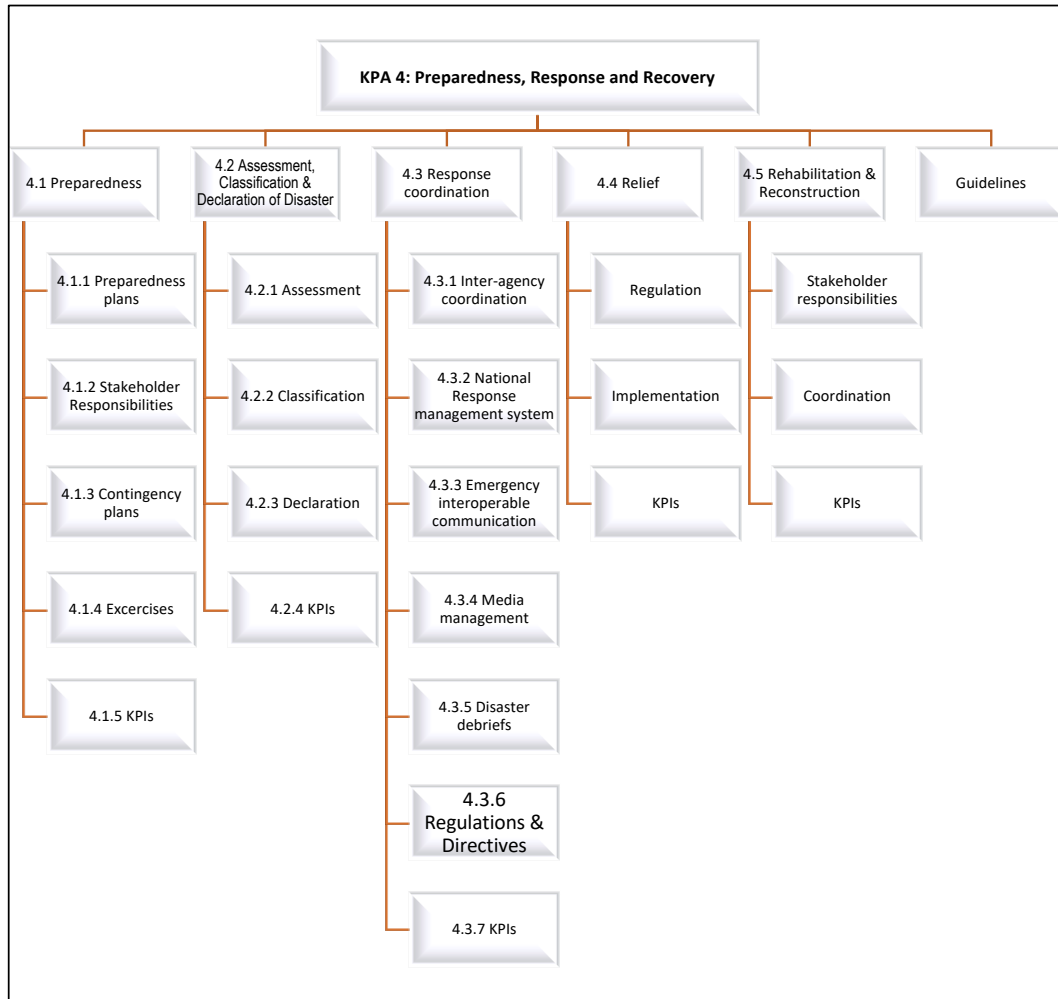 KPA 4: Preparedness, Response and Recovery
4.1 Preparedness
4.2 Assessment,
Classification &
Declaration of Disaster
4.3 Response
coordination
4.4 Relief
4.5 Rehabilitation &
Reconstruction
Guidelines
4.1.1 Preparedness
plans
4.1.2 Stakeholder
Responsibilities
4.1.3 Contingency
plans
4.1.4 Excercises
4.1.5 KPIs
4.2.1 Assessment
4.2.2 Classification
4.2.3 Declaration
4.2.4 KPIs
4.3.1 Inter-agency
coordination
4.3.2 National
Response
management system
4.3.3 Emergency
interoperable
communication
4.3.4 Media
management
4.3.5 Disaster
debriefs
4.3.6
Regulations &
Directives
4.3.7 KPIs
Regulation
Implementation
KPIs
Stakeholder
responsibilities
Coordination
KPIs